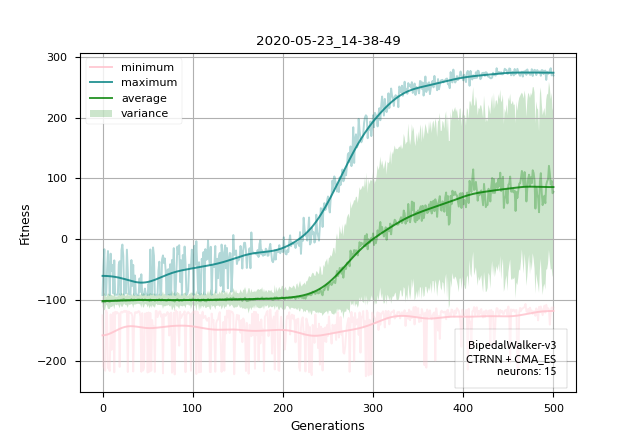 2020-05-23_14-38-49
300
200
100
0
−100
−200
Fitness
minimum
maximum
average
variance
BipedalWalker-v3
CTRNN + CMA_ES
neurons: 15
0 100 200 300 400 500
Generations